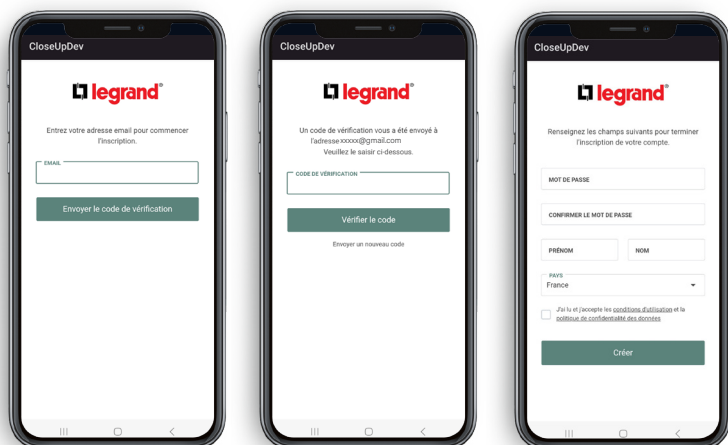 CloseUpDev
legrand®
Entrez votre adresse email pour commencer
l'inscription.
EMAIL
Envoyer le code de vérification
CloseUpDev
legrand®
Un code de vérification vous a été envoyé à
l'adresse xxxxx@gmail.com
Veuillez le saisir ci-dessous.
CODE DE VÉRIFICATION
Vérifier le code
Envoyer un nouveau code
CloseUpDev
legrand®
Renseignez les champs suivants pour terminer
l'inscription de votre compte.
MOT DE PASSE
CONFIRMER LE MOT DE PASSE
PRÉNOM
NOM
PAYS
France
J'ai lu et j'accepte les conditions d'utilisation et la
politique de confidentialité des données
Créer